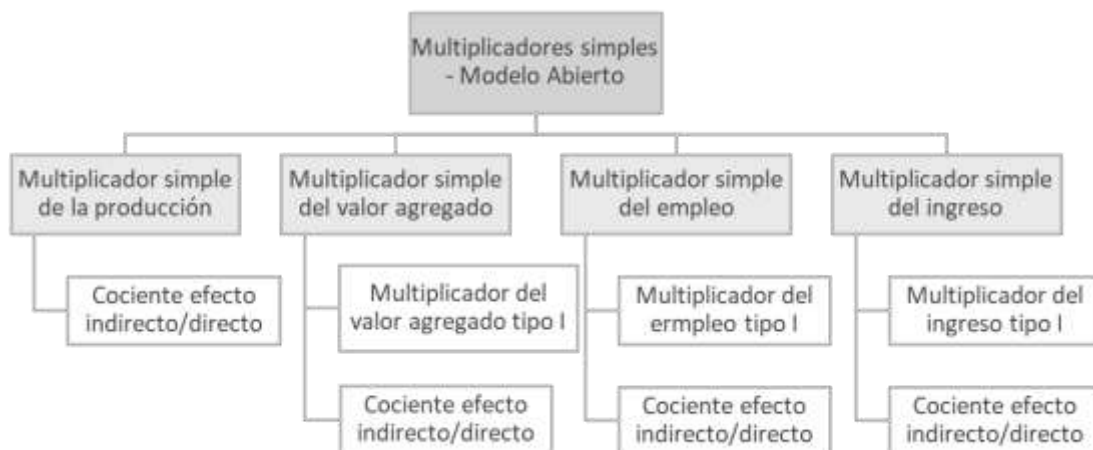 Multiplicadores simples
- Modelo Abierto
Multiplicador simple
de la producción
Multiplicador simple
del valor agregado
Multiplicador simple
del empleo
Multiplicador simple
del ingreso
Cociente efecto
indirecto/directo
Multiplicador del
valor agregado tipo I
Multiplicador del
ermpleo tipo I
Multiplicador del
ingreso tipo I
Cociente efecto
indirecto/directo
Cociente efecto
indirecto/directo
Cociente efecto
indirecto/directo